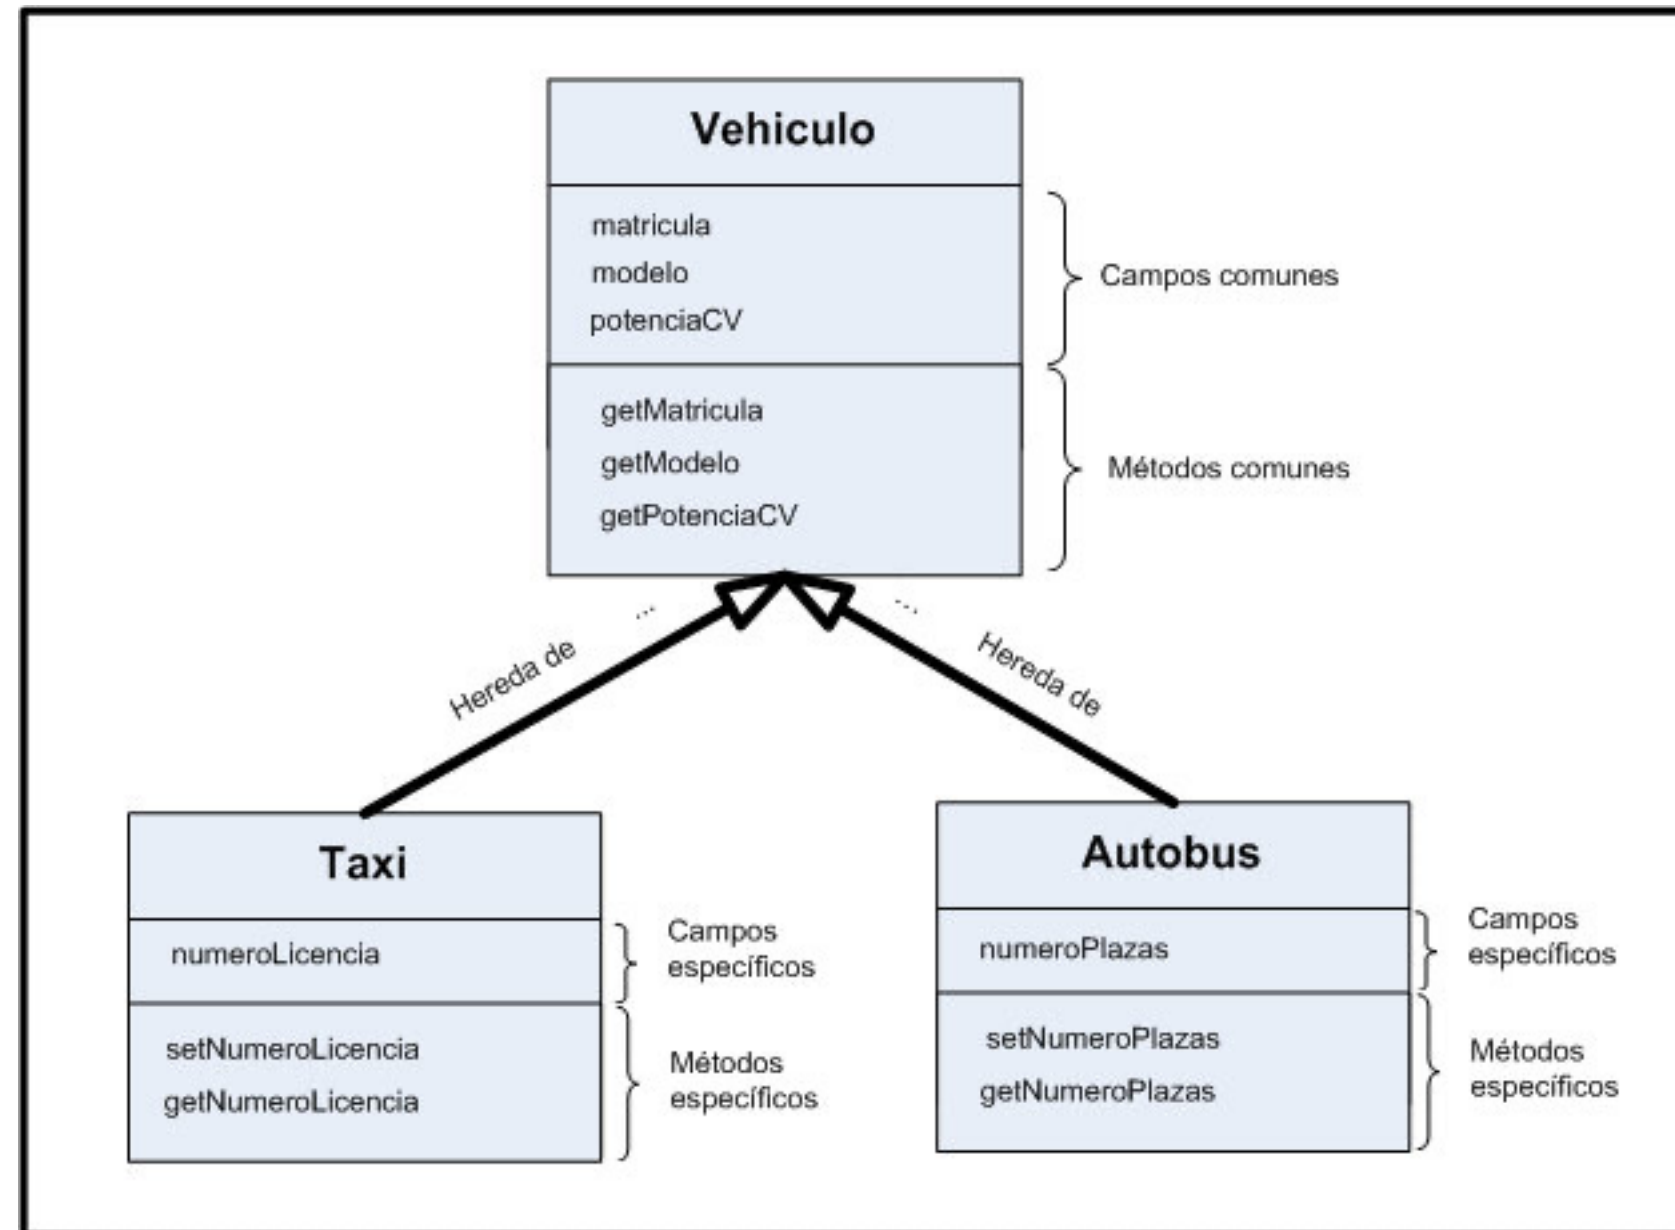 Vehiculo
matricula
modelo
potenciaCV
Campos comunes
getMatricula
getModelo
getPotenciaCV
Métodos comunes
...
Hereda de
...
Hereda de
Taxi
numeroLicencia
Campos
específicos
setNumeroLicencia
getNumeroLicencia
Métodos
específicos
Autobus
numeroPlazas
Campos
específicos
setNumeroPlazas
getNumeroPlazas
Métodos
específicos